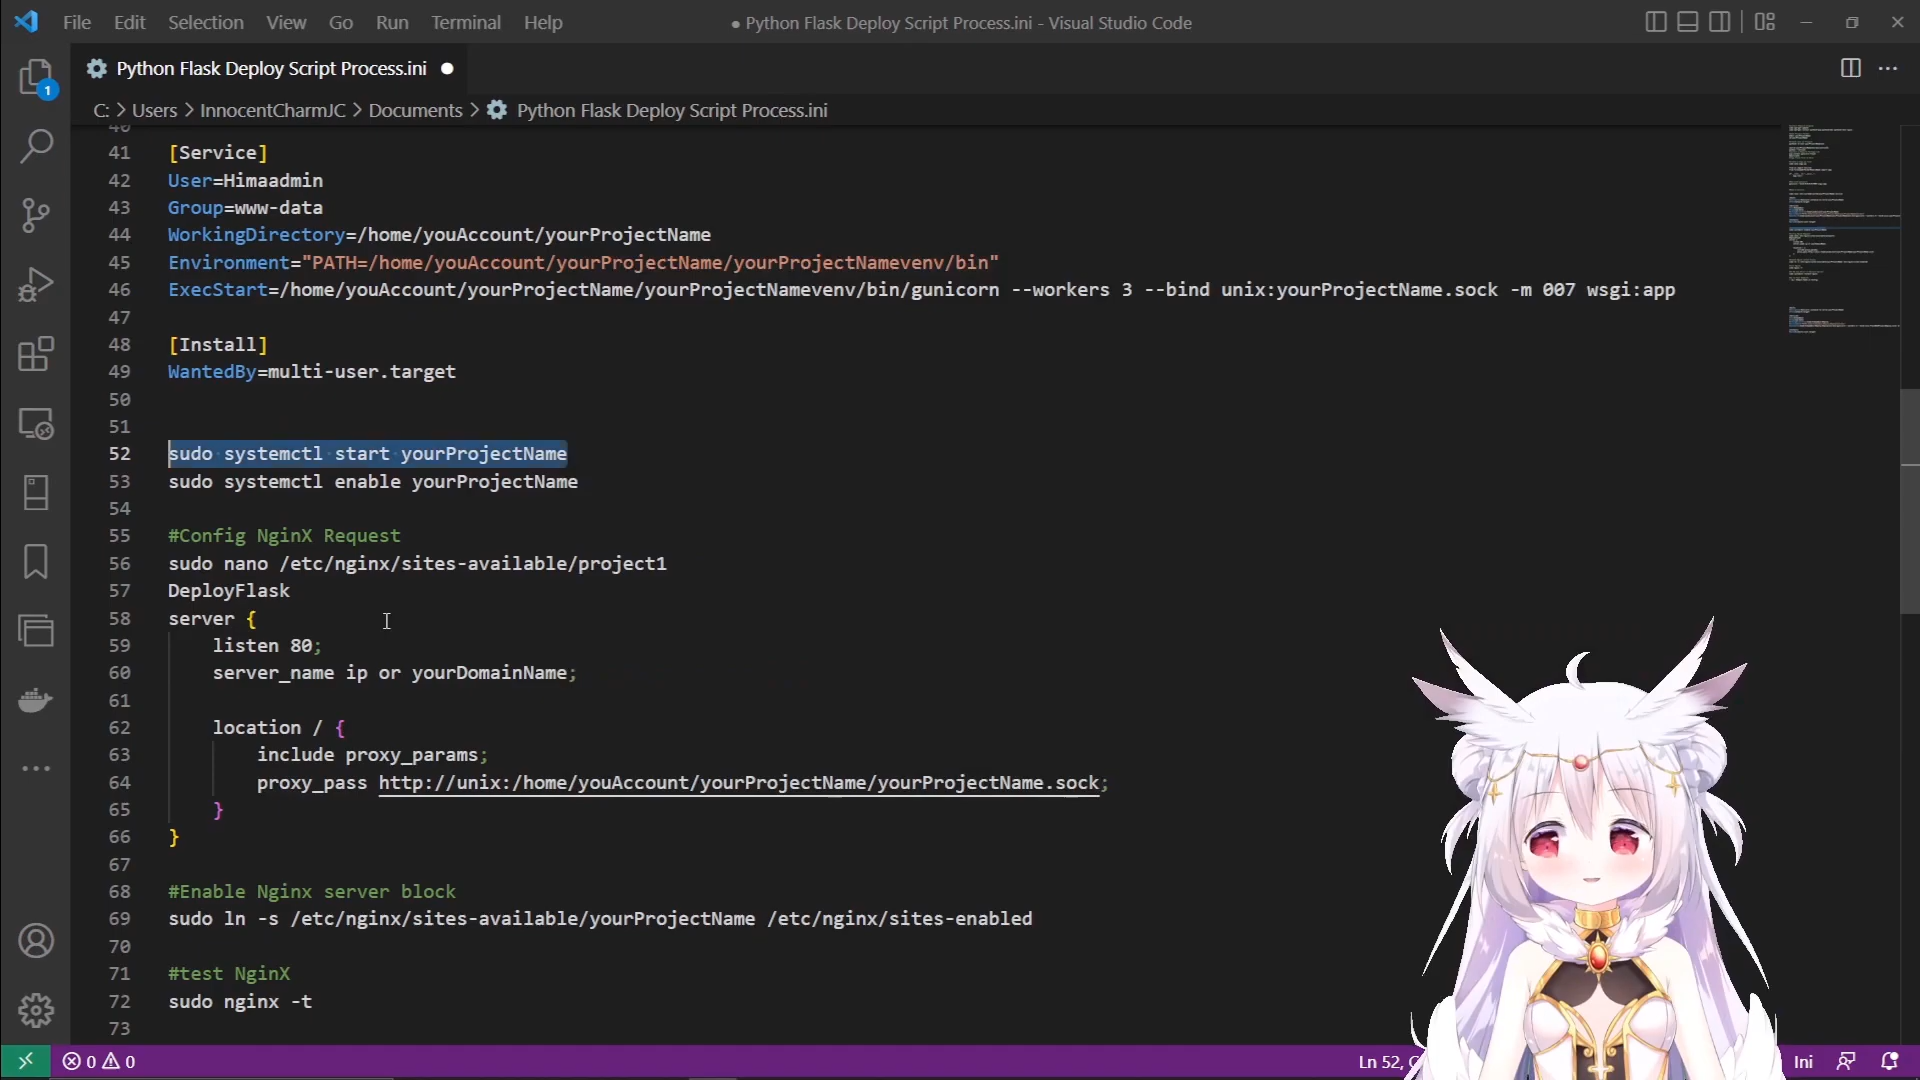 File Edit Selection View Go Run Terminal Help
● Python Flask Deploy Script Process.ini - Visual Studio Code
Python Flask Deploy Script Process.ini
1
C: > Users > InnocentCharmJC > Documents > Python Flask Deploy Script Process.ini
40
41 [Service]
42 User=Himaadmin
43 Group=www-data
44 WorkingDirectory=/home/youAccount/yourProjectName
45 Environment="PATH=/home/youAccount/yourProjectName/yourProjectNamevenv/bin"
46 ExecStart=/home/youAccount/yourProjectName/yourProjectNamevenv/bin/gunicorn --workers 3 --bind unix:yourProjectName.sock -m 007 wsgi:app
47
48 [Install]
49 WantedBy=multi-user.target
50
51
52 sudo systemctl start yourProjectName
53 sudo systemctl enable yourProjectName
54
55 #Config NginX Request
56 sudo nano /etc/nginx/sites-available/project1
57 DeployFlask
58 server {
59 listen 80;
60 server_name ip or yourDomainName;
61
62 location / {
63 include proxy_params;
64 proxy_pass http://unix:/home/youAccount/yourProjectName/yourProjectName.sock;
65 }
66 }
67
68 #Enable Nginx server block
69 sudo ln -s /etc/nginx/sites-available/yourProjectName /etc/nginx/sites-enabled
70
71 #test NginX
72 sudo nginx -t
73
0 0 Ln 52, Ini